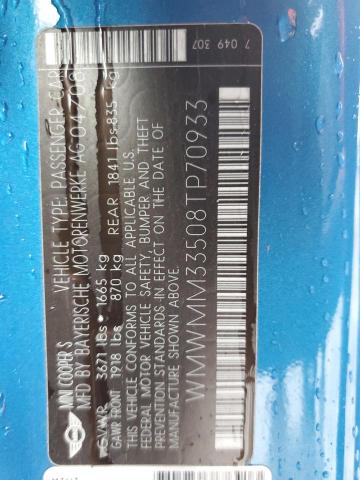 7 049 307
MINI COOPER S VEHICLE TYPE: PASSENGER CAR
MFD BY BAYERISCHE MOTORENWERKE AG 04/08
GVWR 3671 lbs* 1665 kg
GAWR FRONT 1918 lbs 870 kg REAR 1841 lbs 835 kg
THIS VEHICLE CONFORMS TO ALL APPLICABLE U.S.
FEDERAL MOTOR VEHICLE SAFETY, BUMPER AND THEFT
PREVENTION STANDARDS IN EFFECT ON THE DATE OF
MANUFACTURE SHOWN ABOVE.
WMWMM33508TP70933